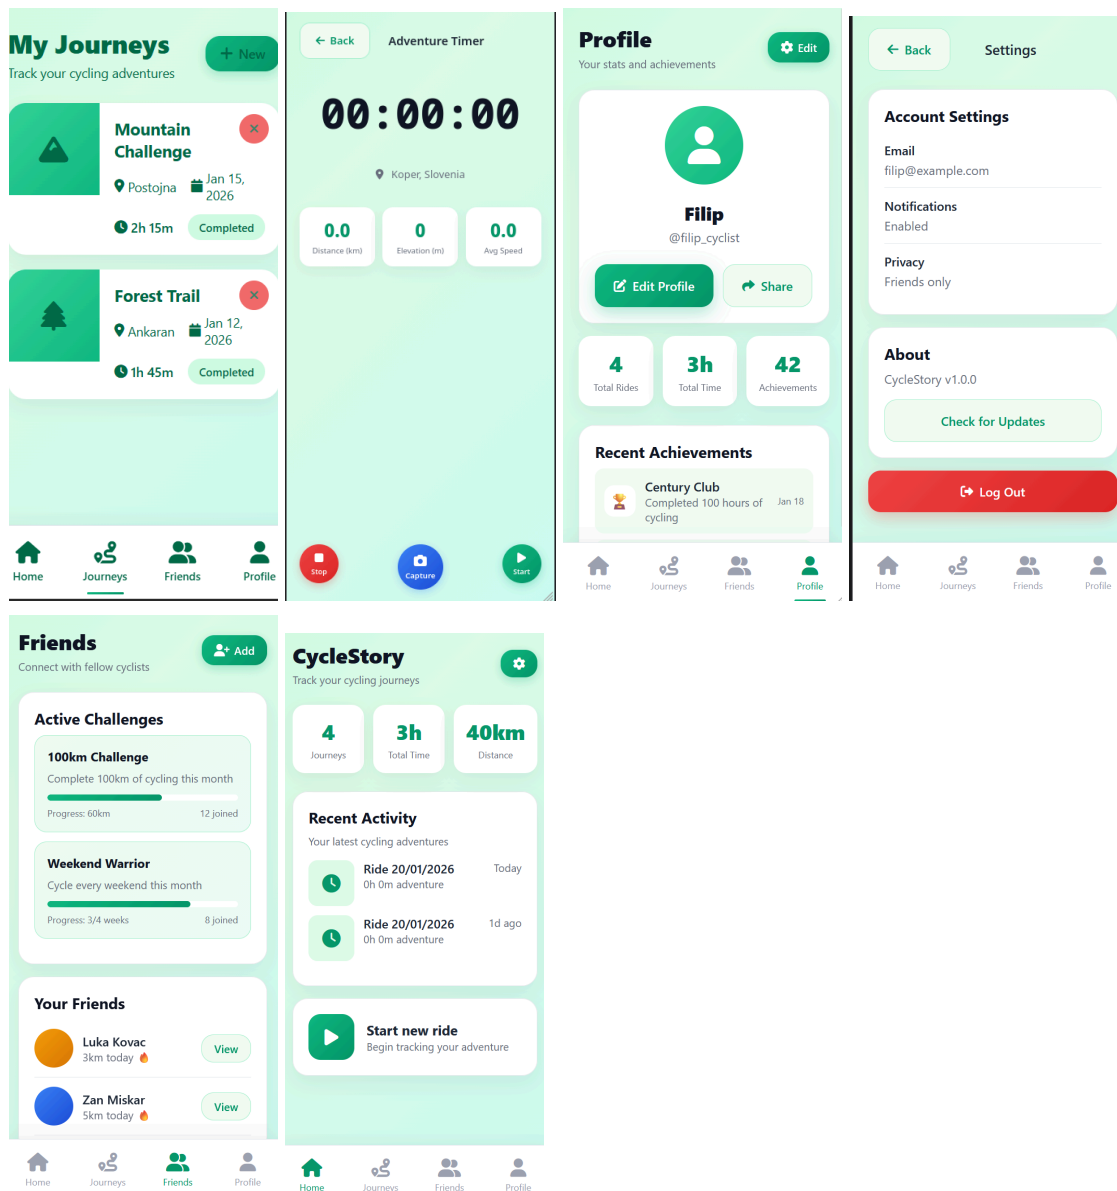 My Journeys
Track your cycling adventures
New
Mountain
Challenge
Postojna
Jan 15,
2026
2h 15m
Completed
Forest Trail
Ankaran
Jan 12,
2026
1h 45m
Completed
Home
Journeys
Friends
Profile
Back
Adventure Timer
00:00:00
Koper, Slovenia
0.0
Distance (km)
0
Elevation (m)
0.0
Avg Speed
Stop
Capture
Start
Profile
Your stats and achievements
Edit
Filip
@filip_cyclist
Edit Profile
Share
4
Total Rides
3h
Total Time
42
Achievements
Recent Achievements
Century Club
Completed 100 hours of
cycling
Jan 18
Home
Journeys
Friends
Profile
Back
Settings
Account Settings
Email
filip@example.com
Notifications
Enabled
Privacy
Friends only
About
CycleStory v1.0.0
Check for Updates
Log Out
Home
Journeys
Friends
Profile
Friends
Connect with fellow cyclists
Add
Active Challenges
100km Challenge
Complete 100km of cycling this month
Progress: 60km
12 joined
Weekend Warrior
Cycle every weekend this month
Progress: 3/4 weeks
8 joined
Your Friends
Luka Kovac
3km today 🔥
View
Zan Miskar
5km today 🔥
View
Home
Journeys
Friends
Profile
CycleStory
Track your cycling journeys
4
Journeys
3h
Total Time
40km
Distance
Recent Activity
Your latest cycling adventures
Ride 20/01/2026
0h 0m adventure
Today
Ride 20/01/2026
0h 0m adventure
1d ago
Start new ride
Begin tracking your adventure
Home
Journeys
Friends
Profile